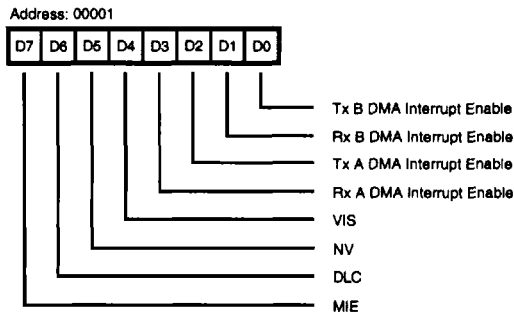 Address: 00001
D7 D6 D5 D4 D3 D2 D1 D0
Tx B DMA Interrupt Enable
Rx B DMA Interrupt Enable
Tx A DMA Interrupt Enable
Rx A DMA Interrupt Enable
VIS
NV
DLC
MIE